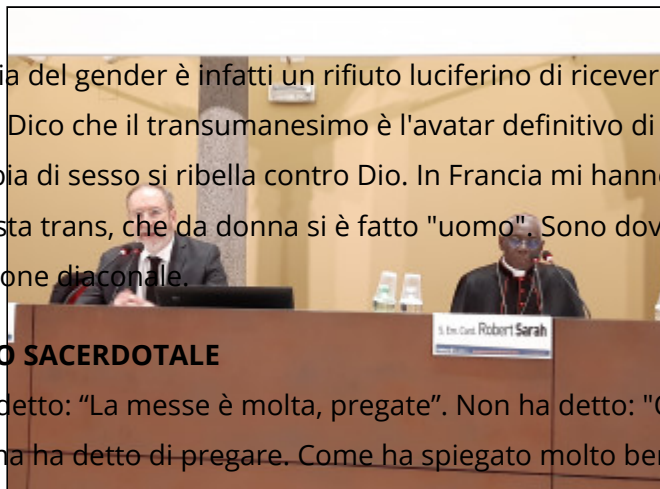 ia del gender è infatti un rifiuto luciferino di ricever
Dico che il transumanesimo è l'avatar definitivo di
bia di sesso si ribella contro Dio. In Francia mi hann
sta trans, che da donna si è fatto "uomo". Sono dov
one diaconale.
S. Em. Card. Robert Sarah
O SACERDOTALE
detto: “La messe è molta, pregate”. Non ha detto: "
ma ha detto di pregare. Come ha spiegato molto be